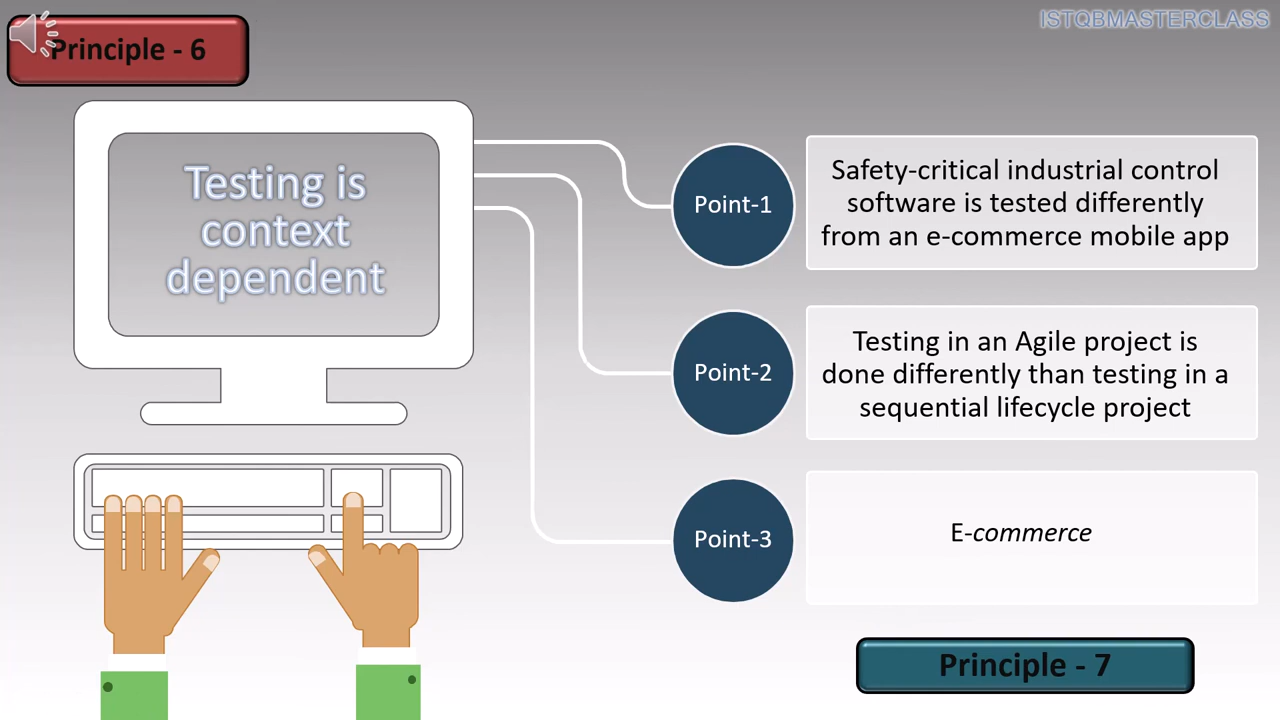 ISTQBMASTERCLASS
Principle - 6
Testing is
context
dependent
Point-1
Safety-critical industrial control
software is tested differently
from an e-commerce mobile app
Point-2
Testing in an Agile project is
done differently than testing in a
sequential lifecycle project
Point-3
E-commerce
Principle - 7